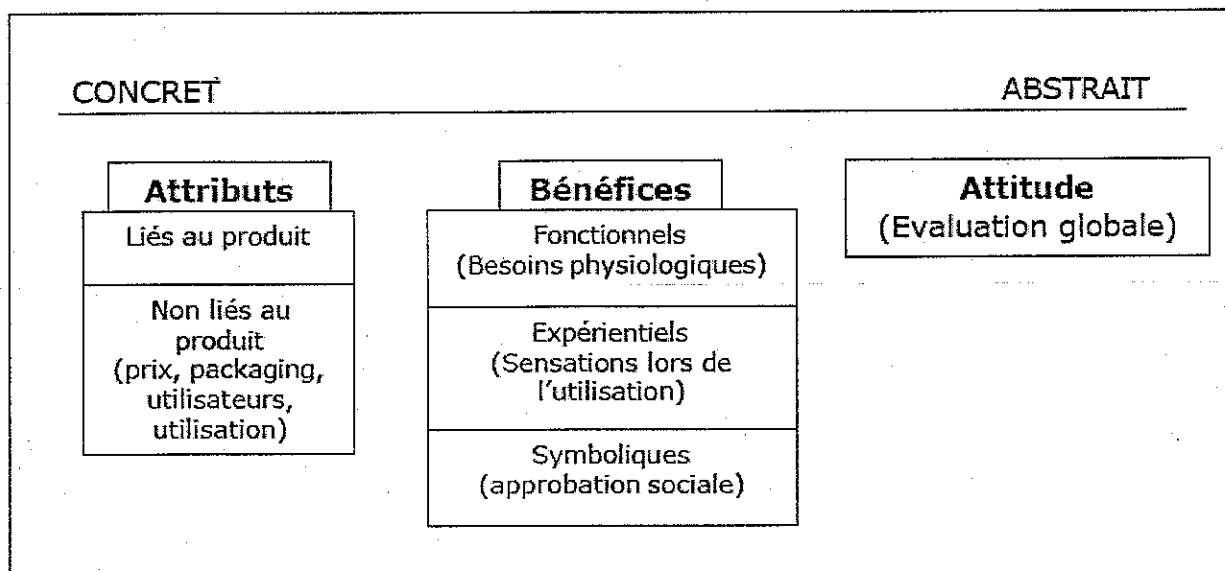 CONCRET
ABSTRAIT
Attributs
Liés au produit
Non liés au
produit
(prix, packaging,
utilisateurs,
utilisation)
Bénéfices
Fonctionnels
(Besoins physiologiques)
Expérientiels
(Sensations lors de
l'utilisation)
Symboliques
(approbation sociale)
Attitude
(Evaluation globale)